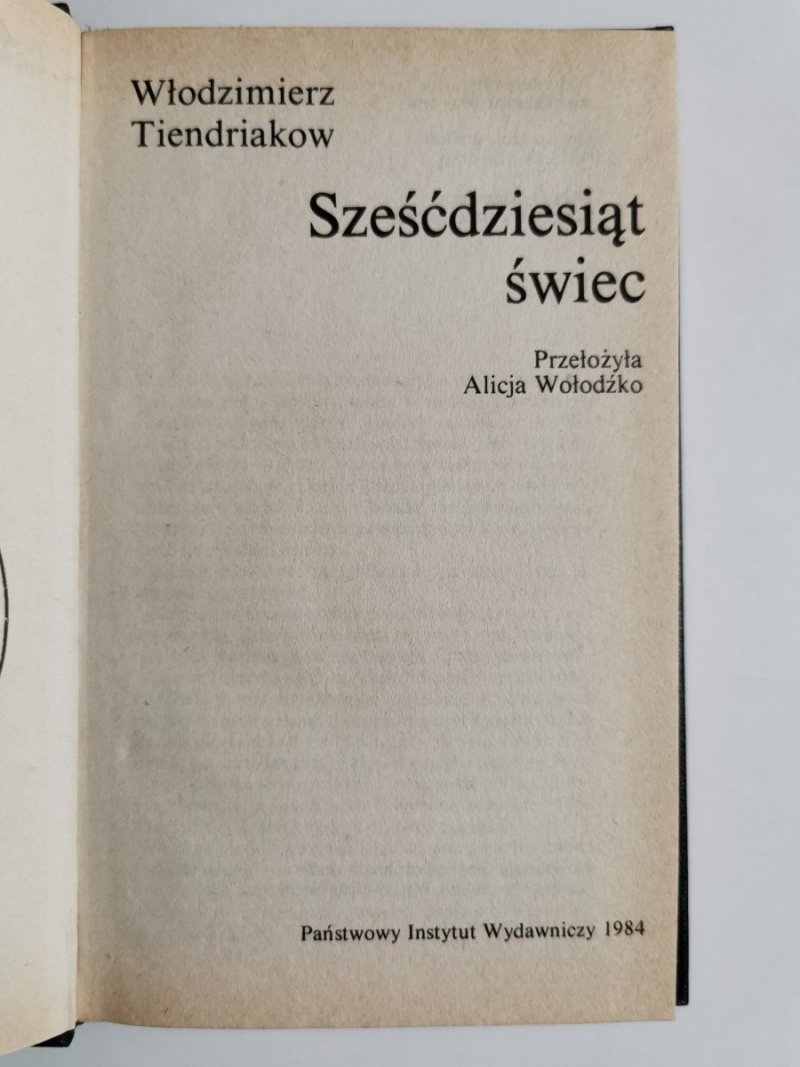 Włodzimierz
Tiendriakow
Sześćdziesiąt
świec
Przełożyła
Alicja Wołodźko
Państwowy Instytut Wydawniczy 1984